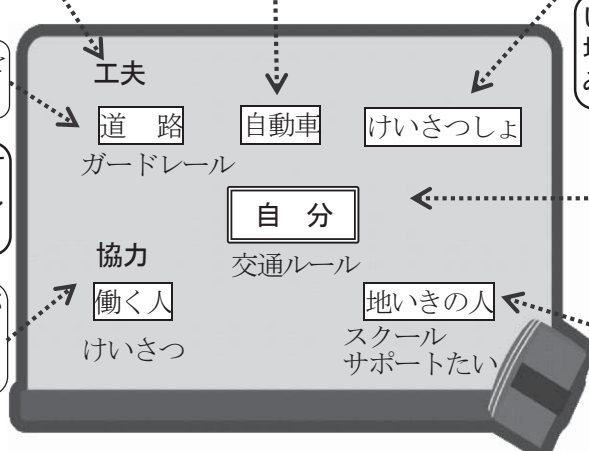 工夫
道　路
自動車
けいさつしょ
ガードレール
自　分
交通ルール
協力
働く人
地いきの人
けいさつ
スクール
サポートたい